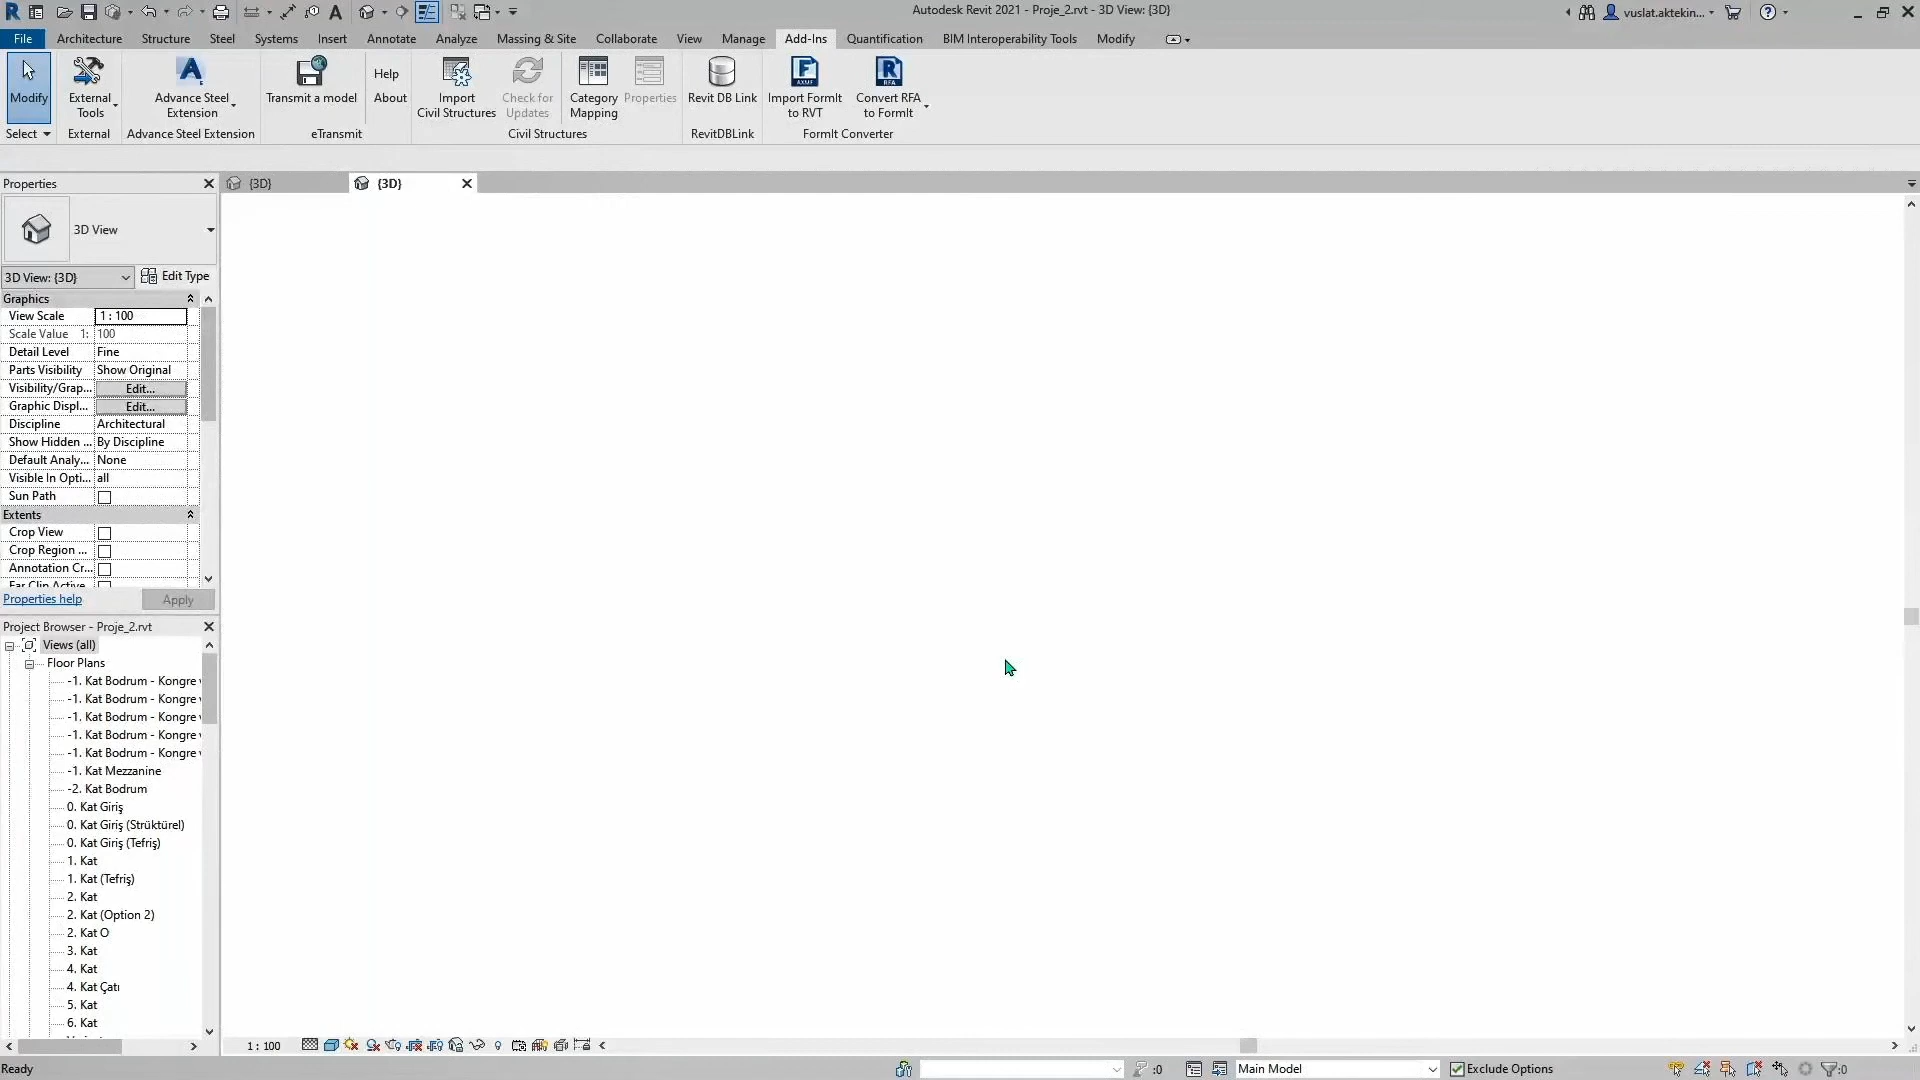 Autodesk Revit 2021 - Proje_2.rvt - 3D View: {3D}
vuslat.aktekin...
File Architecture Structure Steel Systems Insert Annotate Analyze Massing & Site Collaborate View Manage Add-Ins Quantification BIM Interoperability Tools Modify
Modify
External
Tools
Advance Steel
Extension
Transmit a model
Help
About
Import
Civil Structures
Check for
Updates
Category
Mapping
Properties
Revit DB Link
Import FormIt
to RVT
Convert RFA
to FormIt
Select
External
Advance Steel Extension
eTransmit
Civil Structures
RevitDBLink
FormIt Converter
Properties
{3D}
{3D}
3D View
3D View: {3D}
Edit Type
Graphics
View Scale 1 : 100
Scale Value 1: 100
Detail Level Fine
Parts Visibility Show Original
Visibility/Grap... Edit...
Graphic Displ... Edit...
Discipline Architectural
Show Hidden ... By Discipline
Default Analy... None
Visible In Opti... all
Sun Path
Extents
Crop View
Crop Region ...
Annotation Cr...
Far Clip Active
Properties help
Apply
Project Browser - Proje_2.rvt
Views (all)
Floor Plans
-1. Kat Bodrum - Kongre
-1. Kat Bodrum - Kongre
-1. Kat Bodrum - Kongre
-1. Kat Bodrum - Kongre
-1. Kat Bodrum - Kongre
-1. Kat Mezzanine
-2. Kat Bodrum
0. Kat Giriş
0. Kat Giriş (Strüktürel)
0. Kat Giriş (Tefriş)
1. Kat
1. Kat (Tefriş)
2. Kat
2. Kat (Option 2)
2. Kat O
3. Kat
4. Kat
4. Kat Çatı
5. Kat
6. Kat
1 : 100
Ready
:0
Main Model
Exclude Options
:0